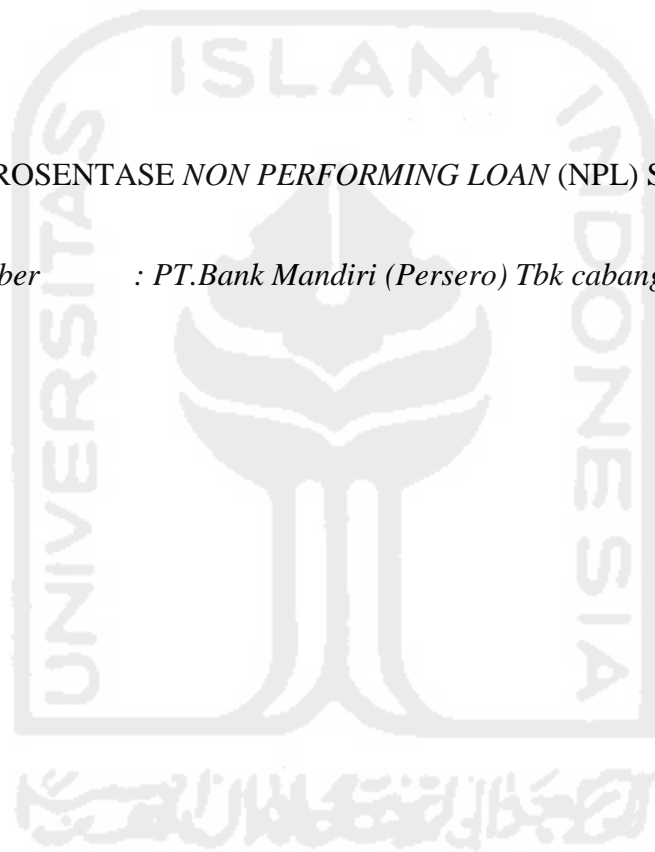 ISLAM
UNIVERSITAS
INDONESIA
ROSENTASE NON PERFORMING LOAN (NPL) S
ber : PT.Bank Mandiri (Persero) Tbk cabang